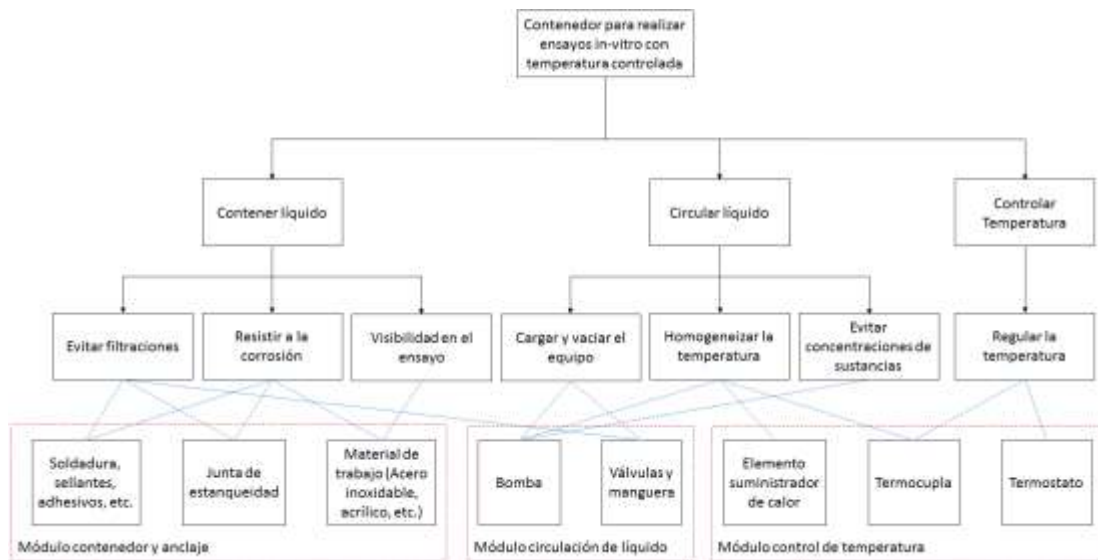 Contenedor para realizar
ensayos in-vitro con
temperatura controlada
Contener líquido
Circular líquido
Controlar
Temperatura
Evitar filtraciones
Resistir a la
corrosión
Visibilidad en el
ensayo
Cargar y vaciar el
equipo
Homogeneizar la
temperatura
Evitar
concentraciones de
sustancias
Regular la
temperatura
Soldadura,
sellantes,
adhesivos, etc.
Junta de
estanqueidad
Material de
trabajo (Acero
inoxidable,
acrílico, etc.)
Bomba
Válvulas y
manguera
Elemento
suministrador
de calor
Termocupla
Termostato
Módulo contenedor y anclaje
Módulo circulación de líquido
Módulo control de temperatura